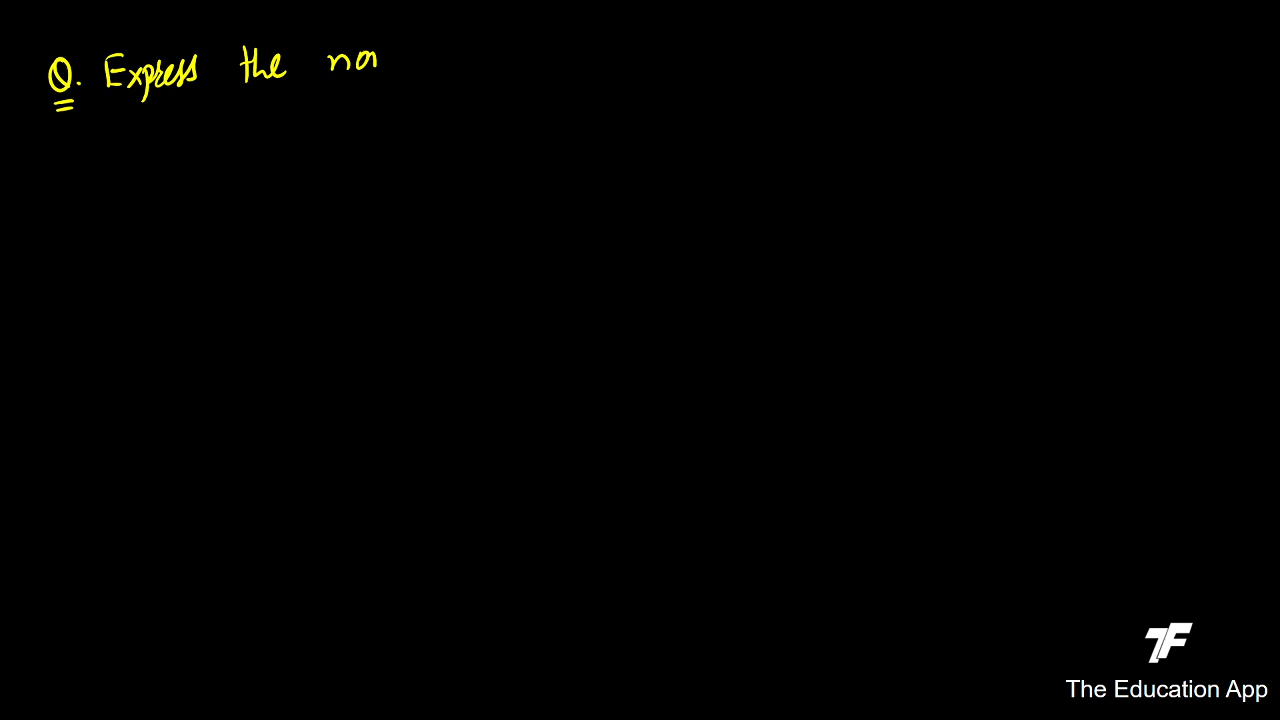 Q. Express the no
The Education App